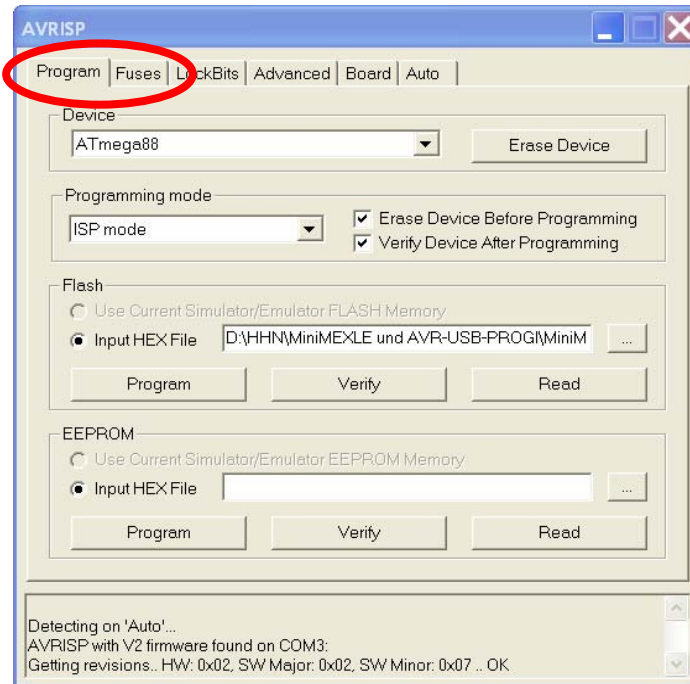 AVRISP
Program Fuses LockBits Advanced Board Auto
Device
ATmega88 Erase Device
Programming mode
ISP mode Erase Device Before Programming
Verify Device After Programming
Flash
Use Current Simulator/Emulator FLASH Memory
Input HEX File D:\HHN\MiniMEXLE und AVR-USB-PROGI\MiniM ...
Program Verify Read
EEPROM
Use Current Simulator/Emulator EEPROM Memory
Input HEX File ...
Program Verify Read
Detecting on 'Auto'...
AVRISP with V2 firmware found on COM3:
Getting revisions.. HW: 0x02, SW Major: 0x02, SW Minor: 0x07 .. OK